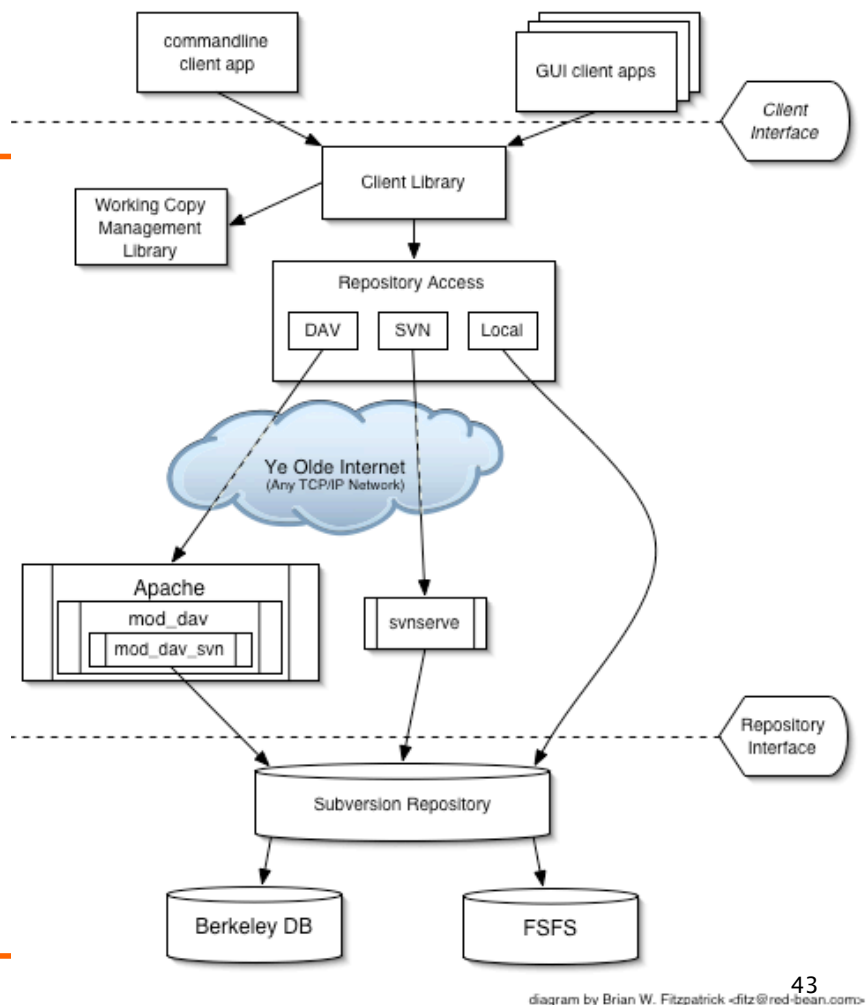 commandline
client app
GUI client apps
Client
Interface
Client Library
Working Copy
Management
Library
Repository Access
DAV
SVN
Local
Ye Olde Internet
(Any TCP/IP Network)
Apache
mod_dav
mod_dav_svn
svnserve
Repository
Interface
Subversion Repository
Berkeley DB
FSFS
43
diagram by Brian W. Fitzpatrick <fitz@red-bean.com>